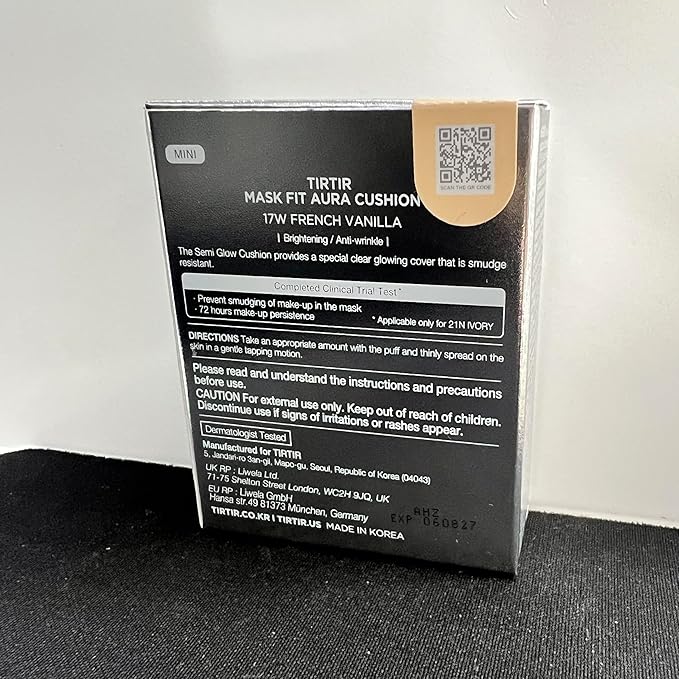 MINI
SCAN THE QR CODE
TIRTIR
MASK FIT AURA CUSHION
17W FRENCH VANILLA
| Brightening / Anti-wrinkle |
The Semi Glow Cushion provides a special clear glowing cover that is smudge
resistant.
Completed Clinical Trial Test*
· Prevent smudging of make-up in the mask
· 72 hours make-up persistence
* Applicable only for 21N IVORY
DIRECTIONS Take an appropriate amount with the puff and thinly spread on the
skin in a gentle tapping motion.
Please read and understand the instructions and precautions
before use.
CAUTION For external use only. Keep out of reach of children.
Discontinue use if signs of irritations or rashes appear.
Dermatologist Tested
Manufactured for TIRTIR
5, Jandari-ro 3an-gil, Mapo-gu, Seoul, Republic of Korea (04043)
UK RP : Liwela Ltd.
71-75 Shelton Street London, WC2H 9JQ, UK
EU RP : Liwela GmbH
Hansa str.49 81373 München, Germany
TIRTIR.CO.KR | TIRTIR.US MADE IN KOREA
AHZ
EXP 060827